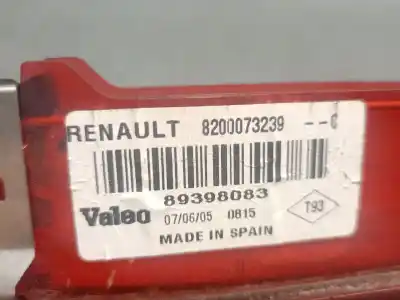 RENAULT 8200073239 --C
89398083
Valeo 07/06/05 0815 T93
MADE IN SPAIN